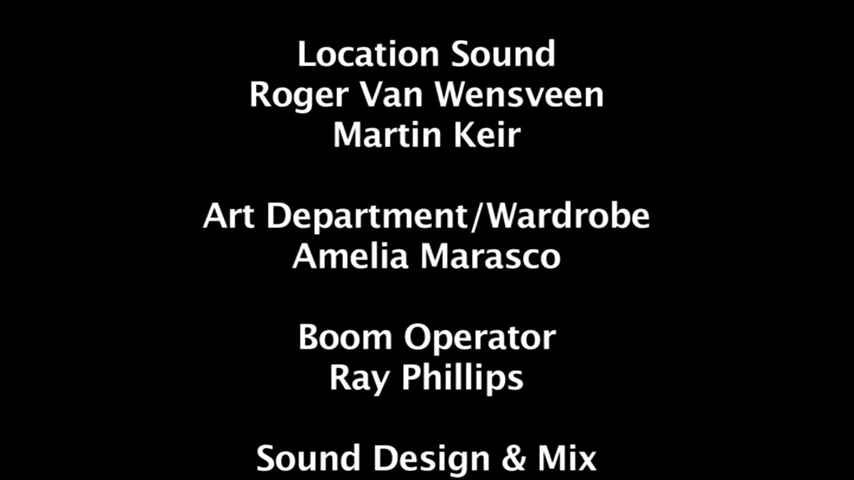 Location Sound
Roger Van Wensveen
Martin Keir
Art Department/Wardrobe
Amelia Marasco
Boom Operator
Ray Phillips
Sound Design & Mix